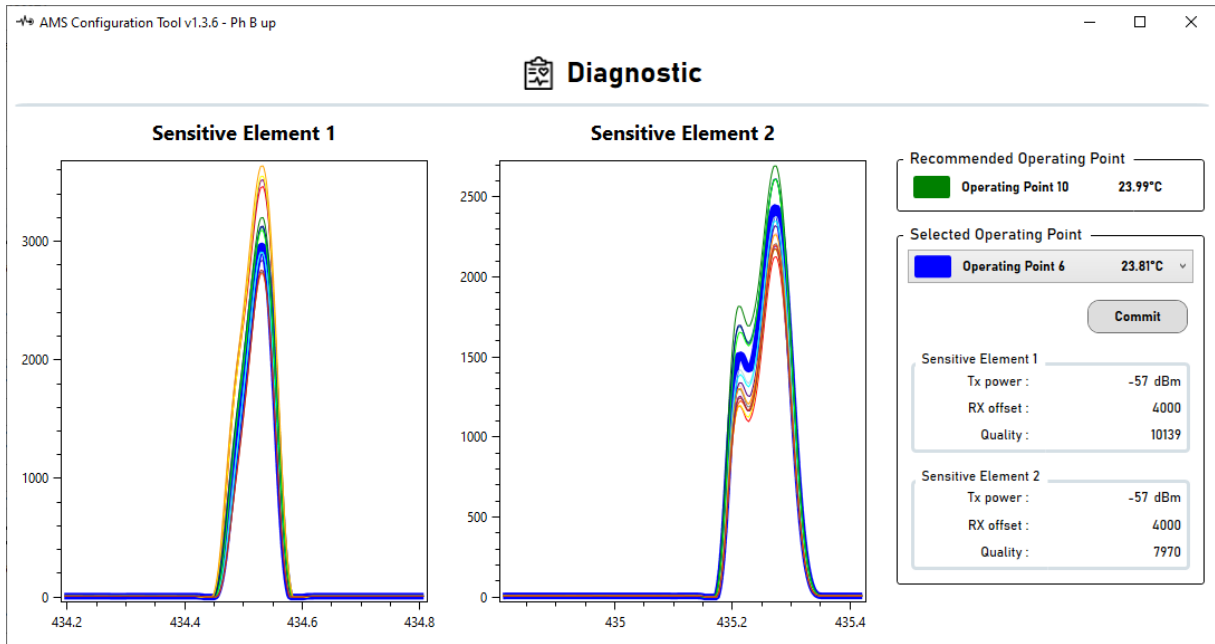 AMS Configuration Tool v1.3.6 - Ph B up
Diagnostic
Sensitive Element 1
3000
2000
1000
0
434.2 434.4 434.6 434.8
Sensitive Element 2
2500
2000
1500
1000
500
0
435 435.2 435.4
Recommended Operating Point
Operating Point 10 23.99°C
Selected Operating Point
Operating Point 6 23.81°C
Commit
Sensitive Element 1
Tx power : -57 dBm
RX offset : 4000
Quality : 10139
Sensitive Element 2
Tx power : -57 dBm
RX offset : 4000
Quality : 7970